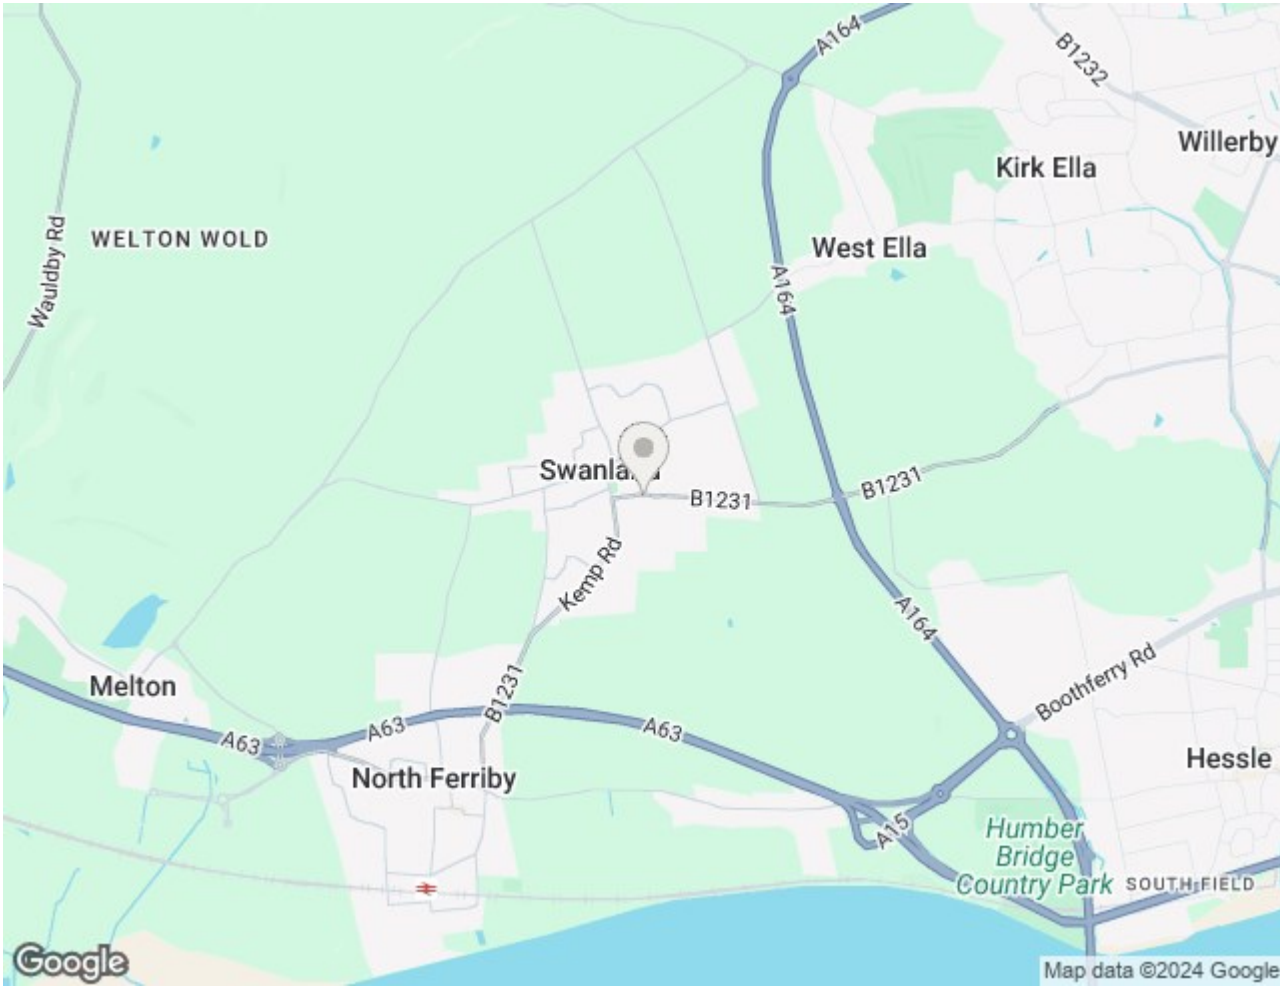 A164
B1232
Willerby
Kirk Ella
Wauldby Rd
WELTON WOLD
West Ella
A164
Swanland
B1231
B1231
Kemp Rd
A164
Boothferry Rd
Melton
B1231
A63
A63
A63
North Ferriby
Hessle
A15
Humber
Bridge
Country Park
SOUTH FIELD
Google
Map data ©2024 Google